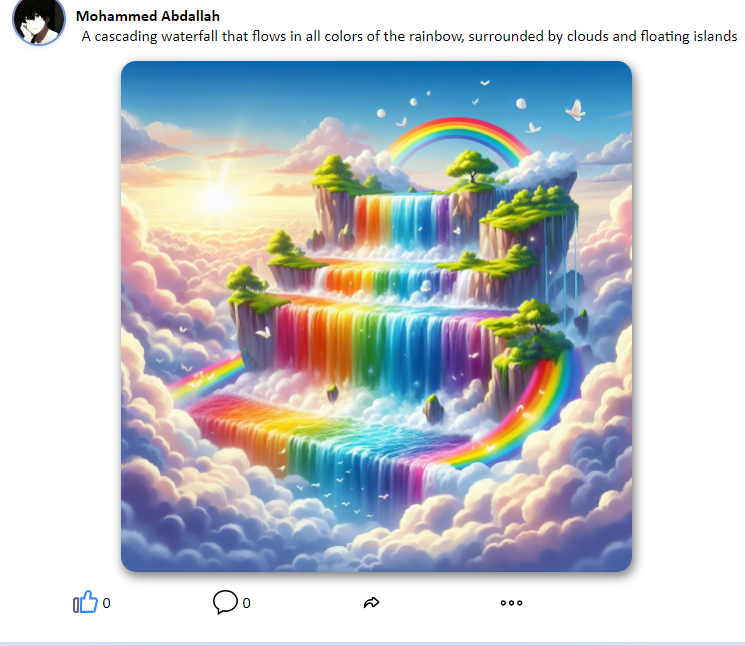 Mohammed Abdallah
A cascading waterfall that flows in all colors of the rainbow, surrounded by clouds and floating islands
0
0